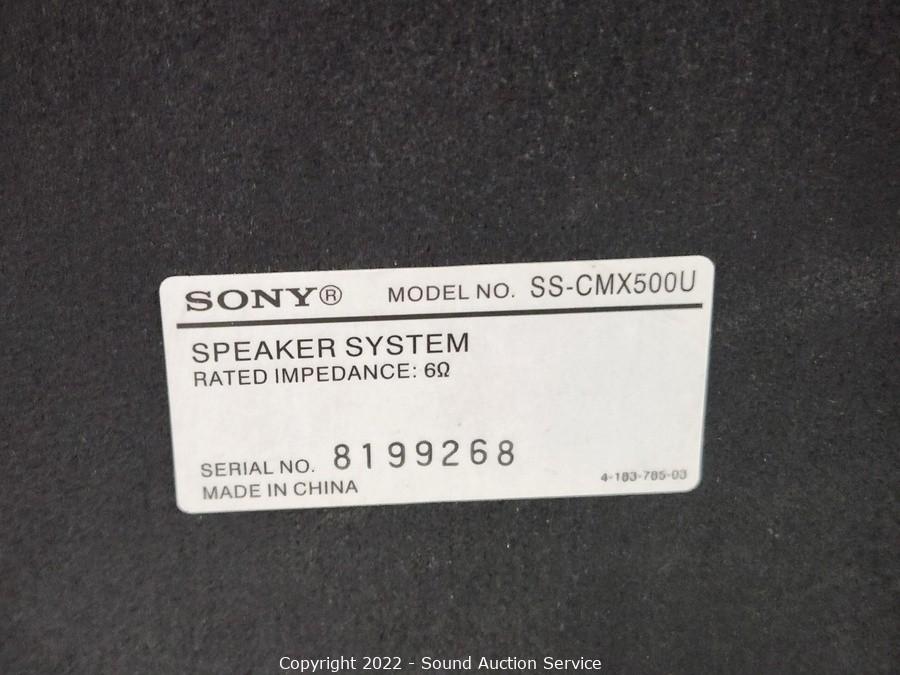 SONY® MODEL NO. SS-CMX500U
SPEAKER SYSTEM
RATED IMPEDANCE: 6Ω
SERIAL NO. 8199268
MADE IN CHINA 4-183-785-03
Copyright 2022 - Sound Auction Service